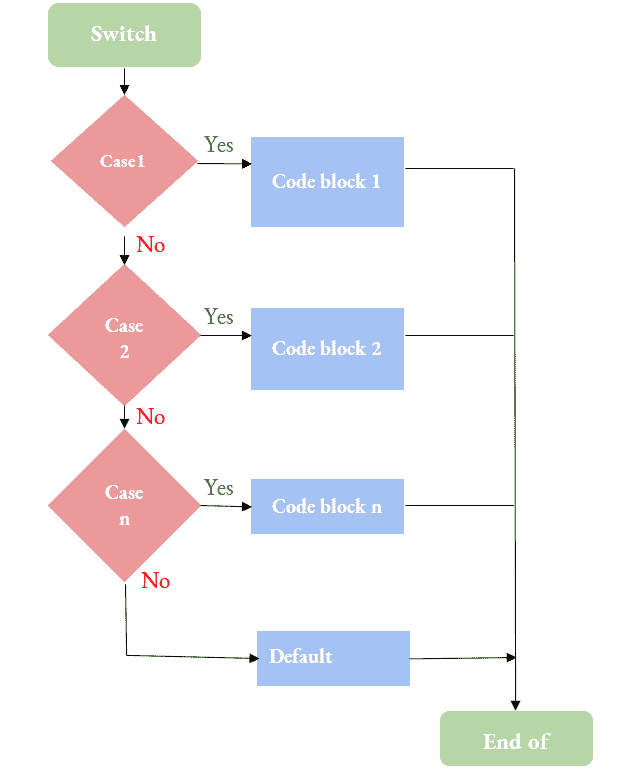 Switch
Case1
Yes
Code block 1
No
Case
2
Yes
Code block 2
No
Case
n
Yes
Code block n
No
Default
End of